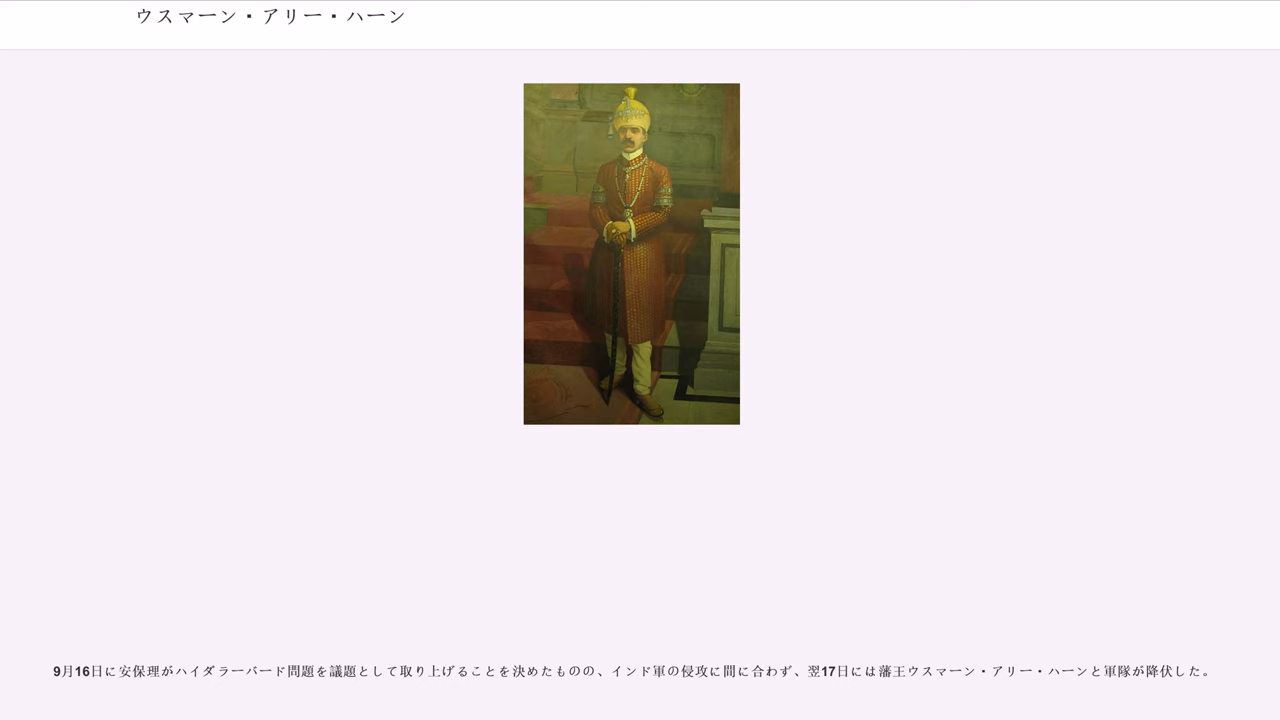 ウスマーン・アリー・ハーン
9月16日に安保理がハイダラーバード問題を議題として取り上げることを決めたものの、インド軍の侵攻に間に合わず、翌17日には藩王ウスマーン・アリー・ハーンと軍隊が降伏した。